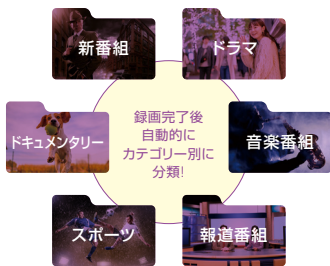 新番組
ドラマ
ドキュメンタリー
録画完了後
自動的に
カテゴリー別に
分類!
音楽番組
スポーツ
報道番組